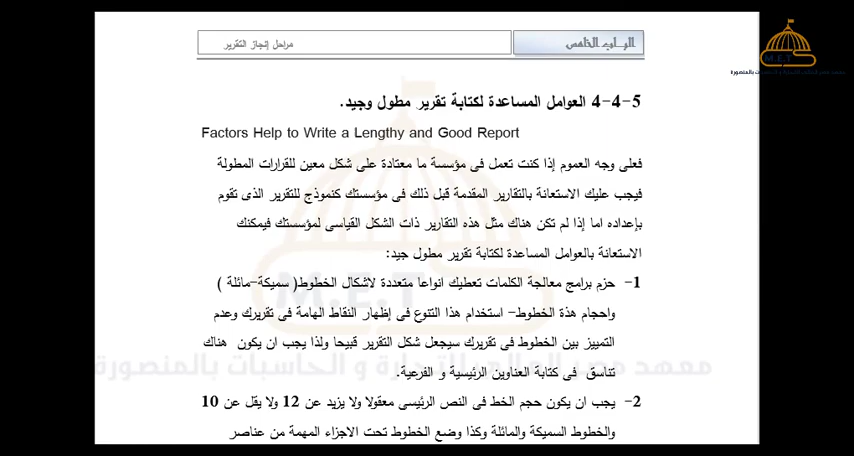 الباب الخامس
مراحل إنجاز التقرير
M.E.T
معهد مصر العالى للتجارة و الحاسبات بالمنصورة
5-4-4 العوامل المساعدة لكتابة تقرير مطول وجيد.
Factors Help to Write a Lengthy and Good Report
فعلى وجه العموم إذا كنت تعمل فى مؤسسة ما معتادة على شكل معين للقرارات المطولة
فيجب عليك الاستعانة بالتقارير المقدمة قبل ذلك فى مؤسستك كنموذج للتقرير الذى تقوم
بإعداده اما إذا لم تكن هناك مثل هذه التقارير ذات الشكل القياسى لمؤسستك فيمكنك
الاستعانة بالعوامل المساعدة لكتابة تقرير مطول جيد:
1- حزم برامج معالجة الكلمات تعطيك انواعا متعددة لاشكال الخطوط( سميكة-مائلة )
واحجام هذة الخطوط- استخدام هذا التنوع فى إظهار النقاط الهامة فى تقريرك وعدم
التمييز بين الخطوط فى تقريرك سيجعل شكل التقرير قبيحا ولذا يجب ان يكون هناك
تناسق فى كتابة العناوين الرئيسية و الفرعية.
2- يجب ان يكون حجم الخط فى النص الرئيسى معقولا ولا يزيد عن 12 ولا يقل عن 10
والخطوط السميكة والمائلة وكذا وضع الخطوط تحت الاجزاء المهمة من عناصر
M.E.T
معهد مصر العالى للتجارة و الحاسبات بالمنصورة